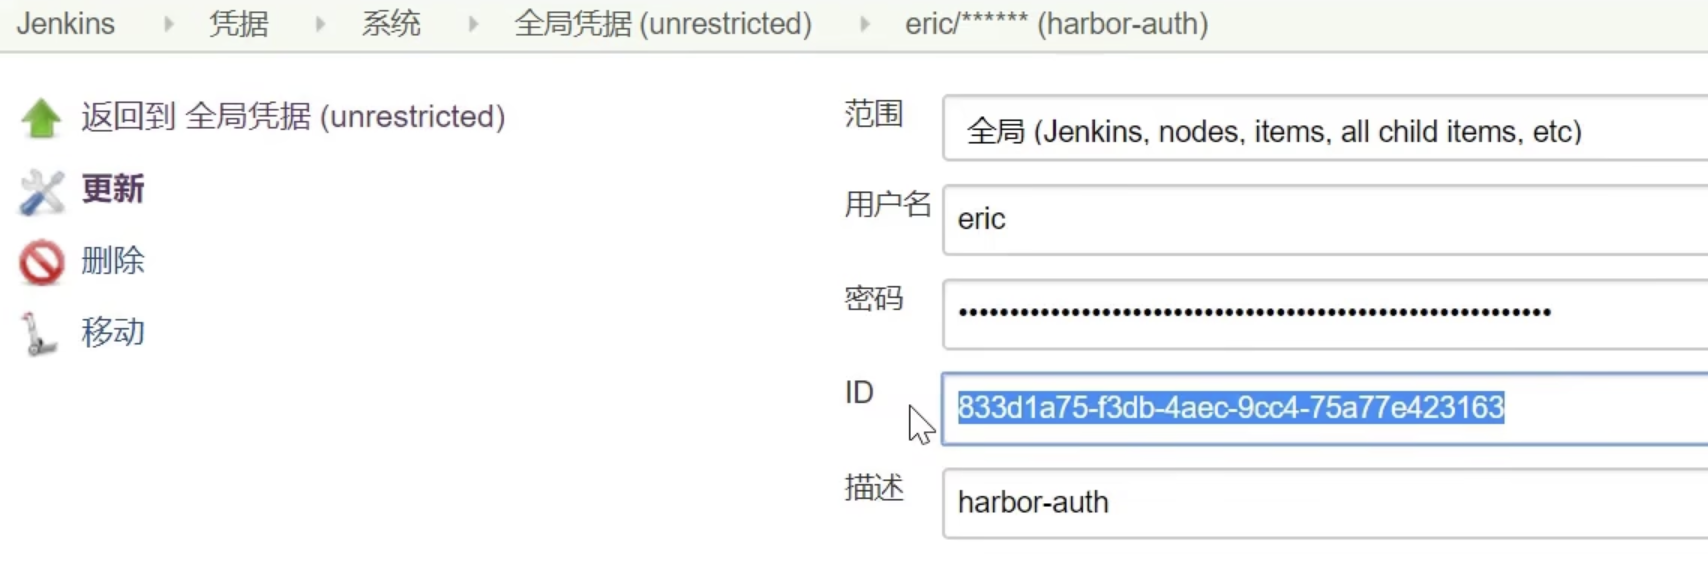 Jenkins 凭据 系统 全局凭据 (unrestricted) eric/****** (harbor-auth)
返回到 全局凭据 (unrestricted)
更新
删除
移动
范围 全局 (Jenkins, nodes, items, all child items, etc)
用户名 eric
密码 ••••••••••••••••••••••••••••••••••••••••••••••••••••••••••
ID 833d1a75-f3db-4aec-9cc4-75a77e423163
描述 harbor-auth